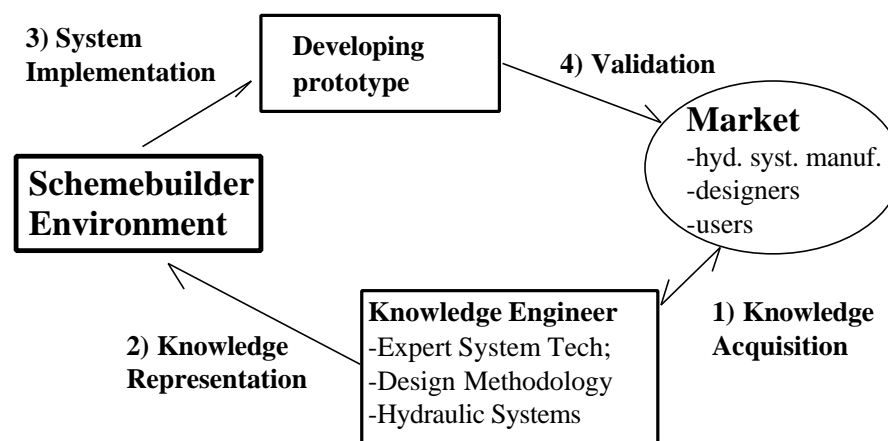 3) System
Implementation
Developing
prototype
4) Validation
Market
-hyd. syst. manuf.
-designers
-users
Schemebuilder
Environment
Knowledge Engineer
-Expert System Tech;
-Design Methodology
-Hydraulic Systems
1) Knowledge
Acquisition
2) Knowledge
Representation